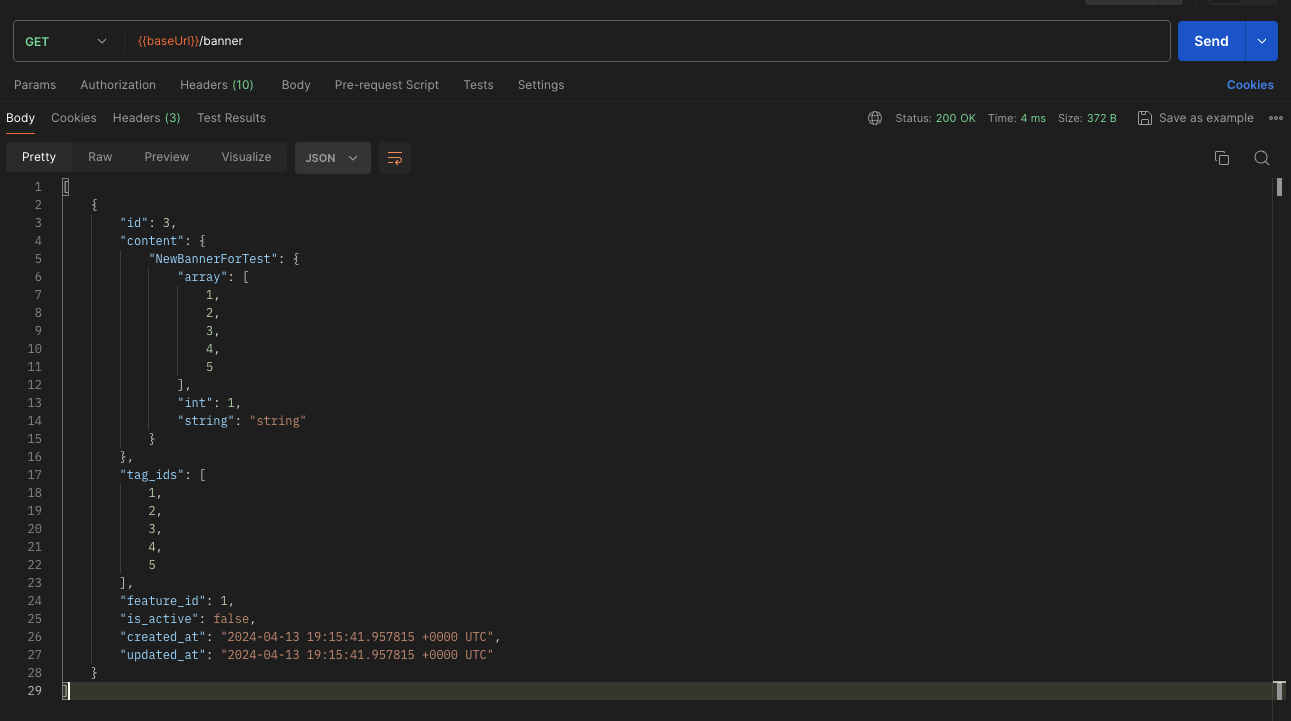 GET {{baseUrl}}/banner Send
Params Authorization Headers (10) Body Pre-request Script Tests Settings Cookies
Body Cookies Headers (3) Test Results Status: 200 OK Time: 4 ms Size: 372 B Save as example
Pretty Raw Preview Visualize JSON
1 [
2 {
3 "id": 3,
4 "content": {
5 "NewBannerForTest": {
6 "array": [
7 1,
8 2,
9 3,
10 4,
11 5
12 ],
13 "int": 1,
14 "string": "string"
15 }
16 },
17 "tag_ids": [
18 1,
19 2,
20 3,
21 4,
22 5
23 ],
24 "feature_id": 1,
25 "is_active": false,
26 "created_at": "2024-04-13 19:15:41.957815 +0000 UTC",
27 "updated_at": "2024-04-13 19:15:41.957815 +0000 UTC"
28 }
29 ]